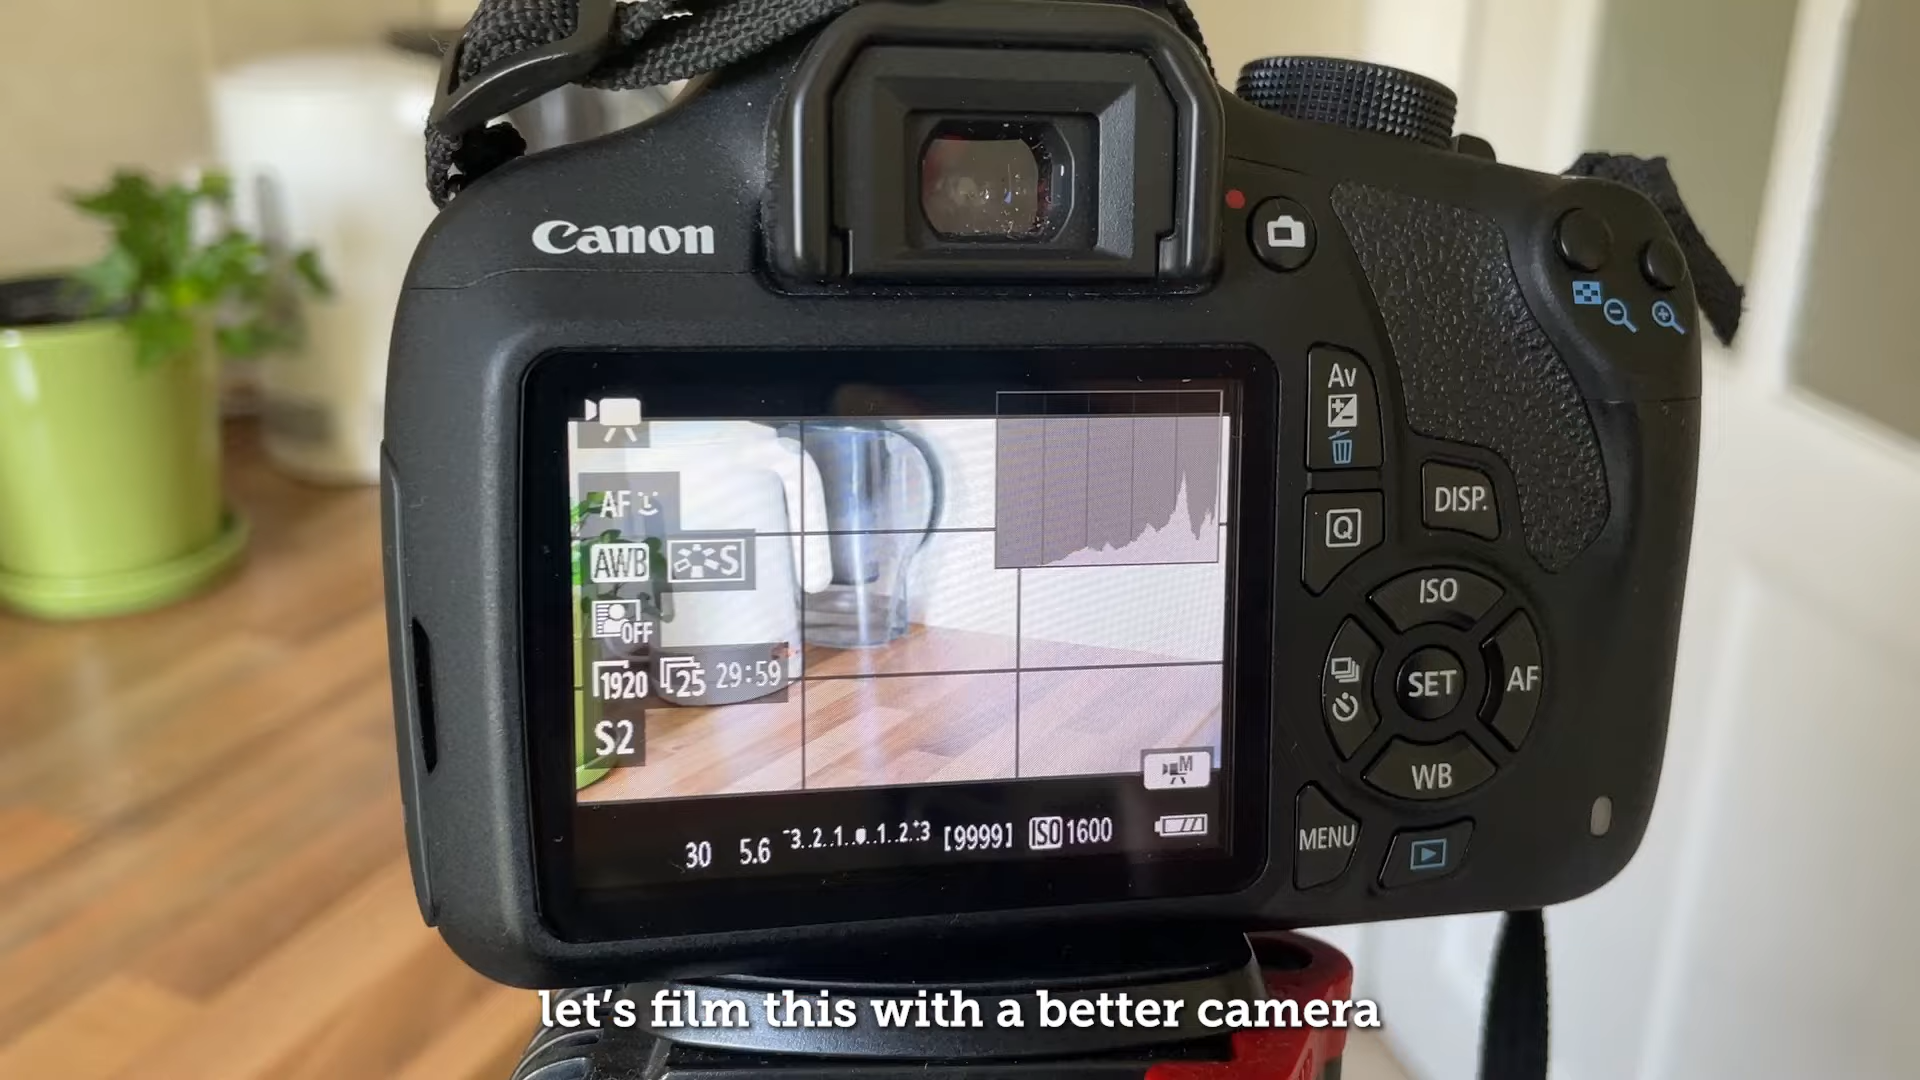 Canon
Av
DISP.
Q
AF
AWB S
OFF
1920 25 29:59
S2
M
30 5.6 -3..2..1..0..1..2..+3 [9999] ISO 1600
ISO
SET
AF
WB
MENU
let's film this with a better camera